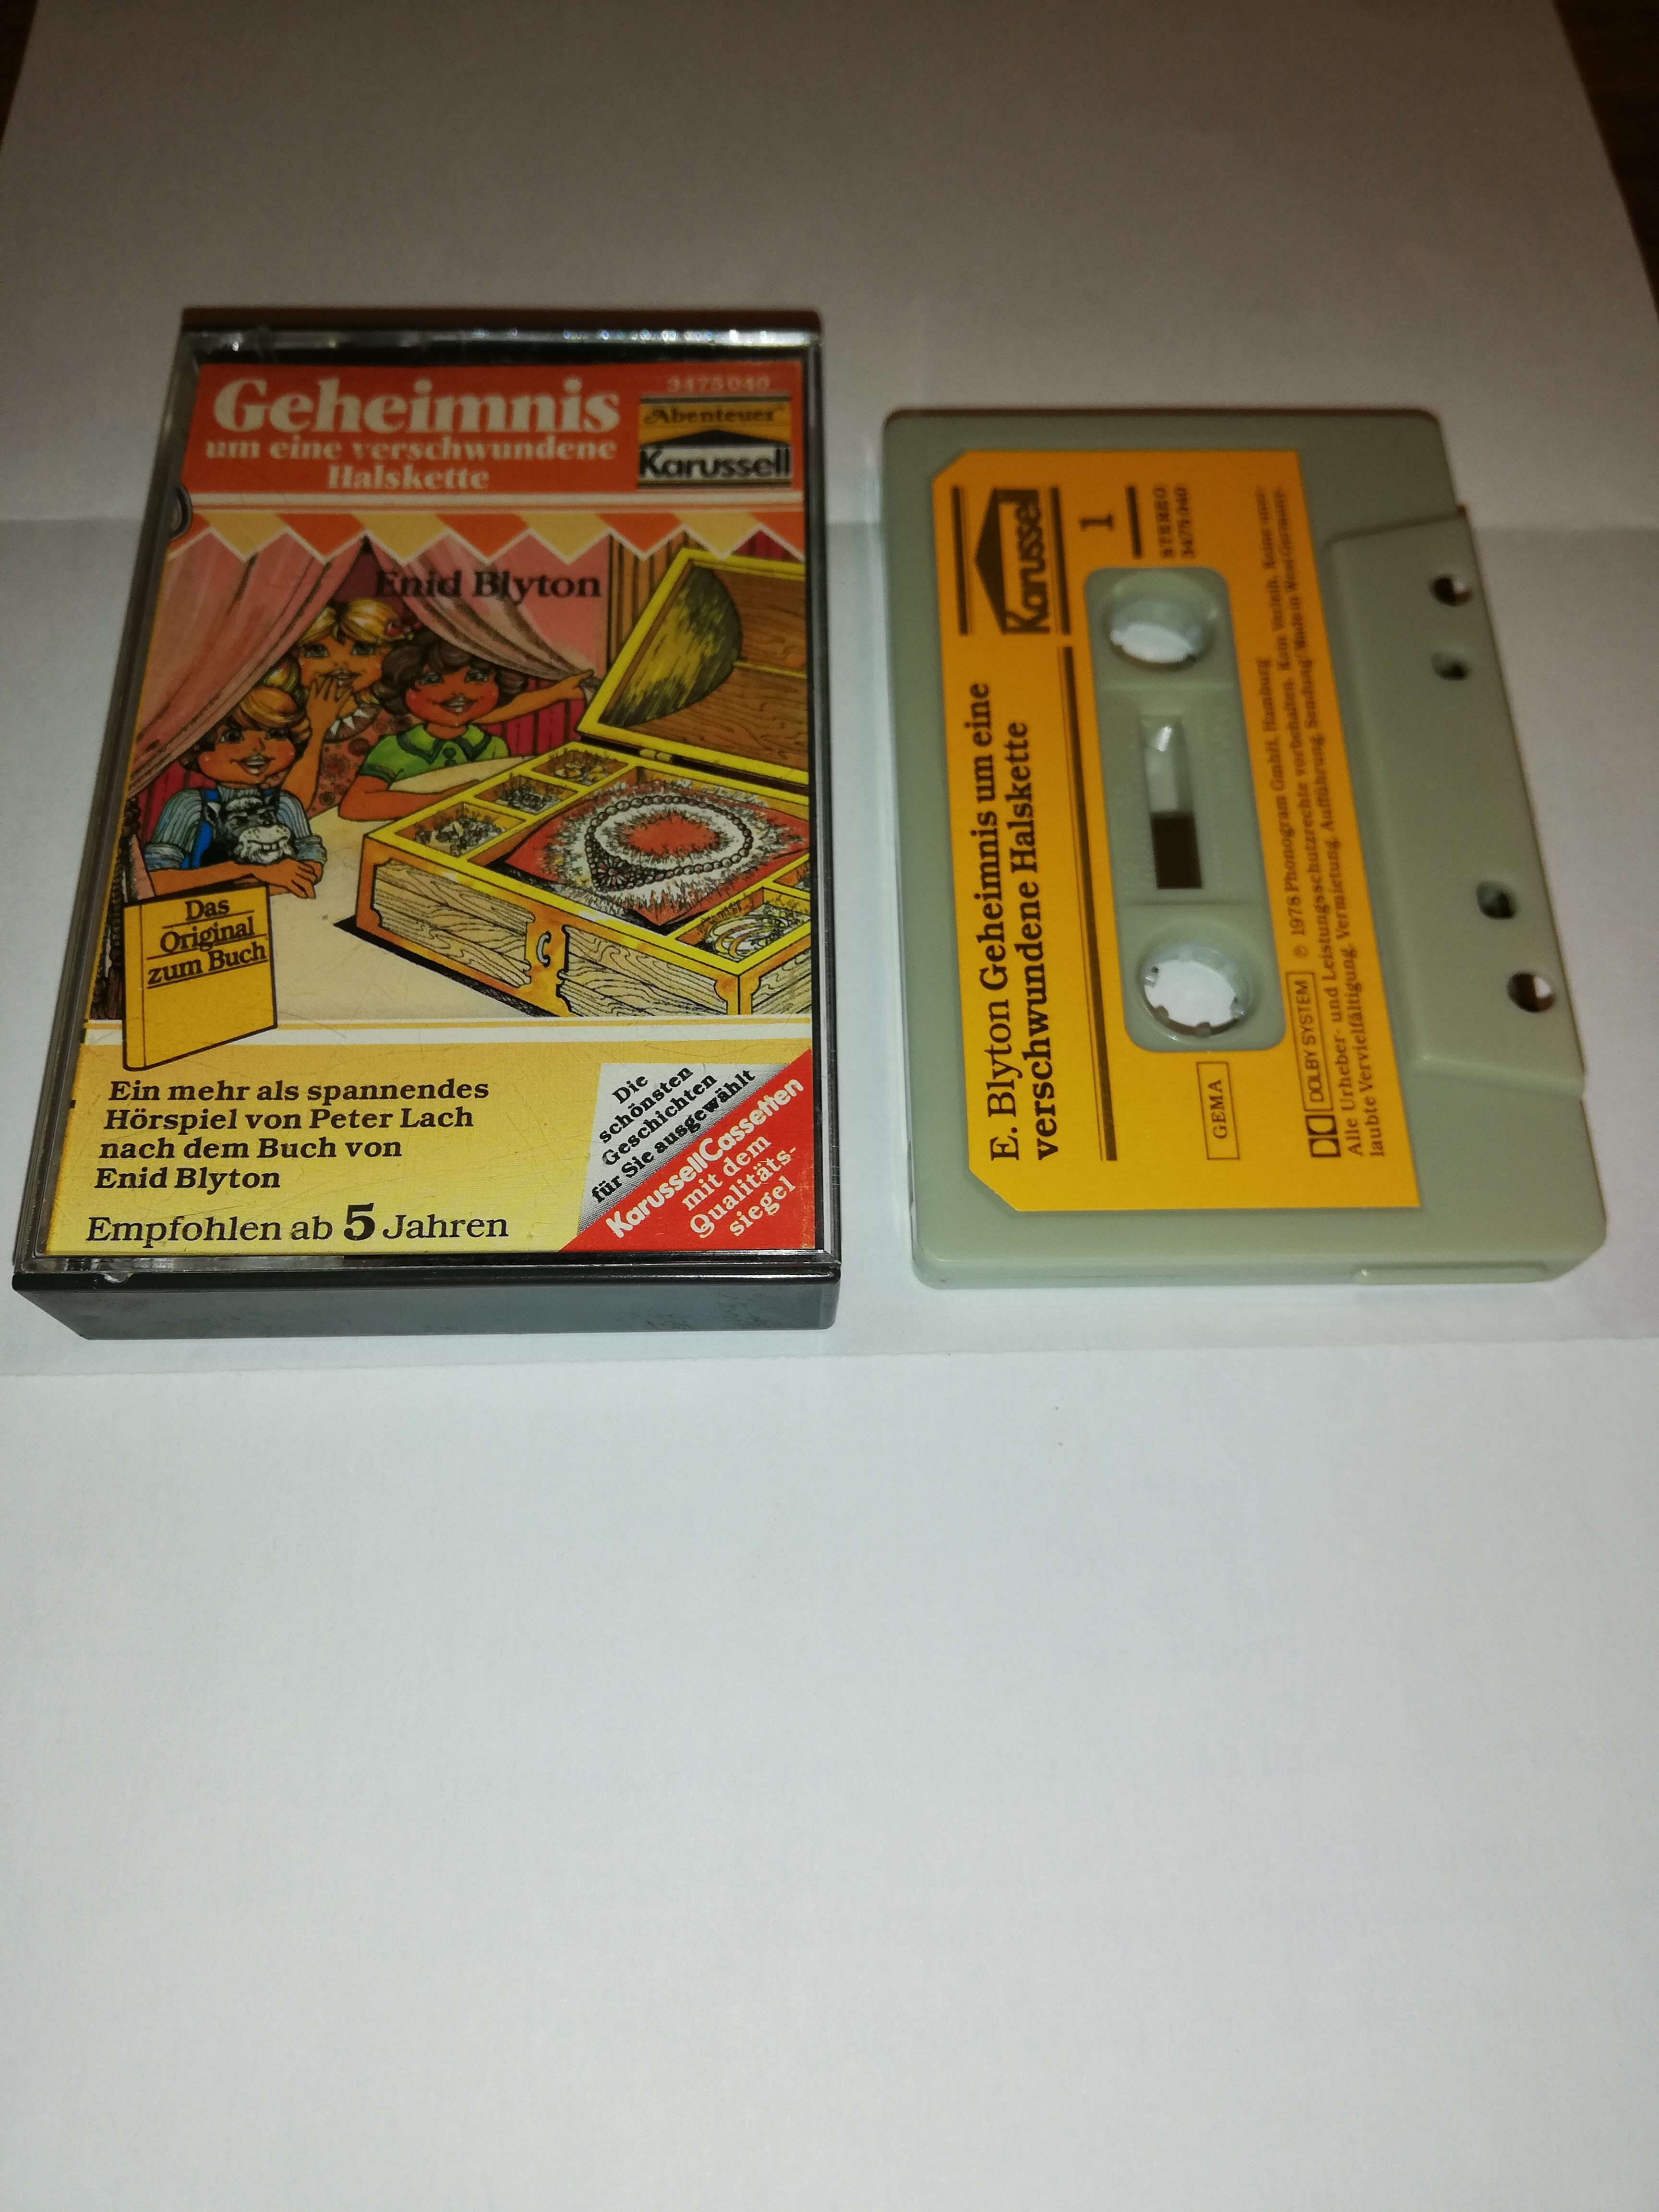 Geheimnis
um eine verschwundene
Halskette
3475 040
Abenteuer
Karussell
Enid Blyton
Das
Original
zum Buch
Ein mehr als spannendes
Hörspiel von Peter Lach
nach dem Buch von
Enid Blyton
Empfohlen ab 5 Jahren
Die
schönsten
Geschichten
für Sie ausgewählt
KarussellCassetten
mit dem
Qualitäts-
siegel
Karussell
E. Blyton Geheimnis um eine
verschwundene Halskette
1
STEREO
3475 040
GEMA
DOLBY SYSTEM
℗ 1978 Phonogram GmbH, Hamburg
Alle Urheber- und Leistungsschutzrechte vorbehalten. Kein Verleih. Keine uner-
laubte Vervielfältigung, Vermietung, Aufführung, Sendung! Made in West Germany.